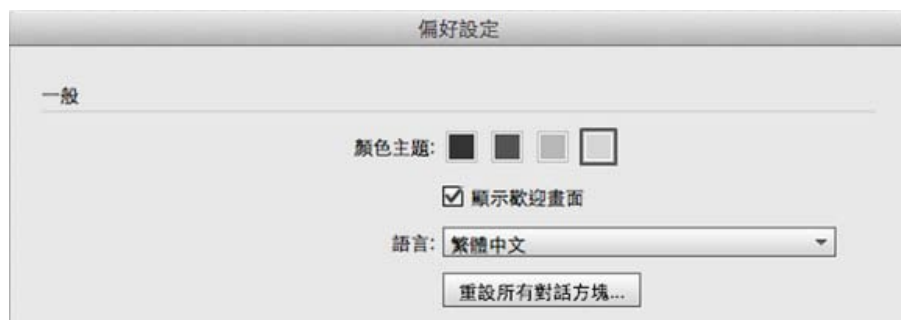 偏好設定
一般
顏色主題:
顯示歡迎畫面
語言: 繁體中文
重設所有對話方塊...